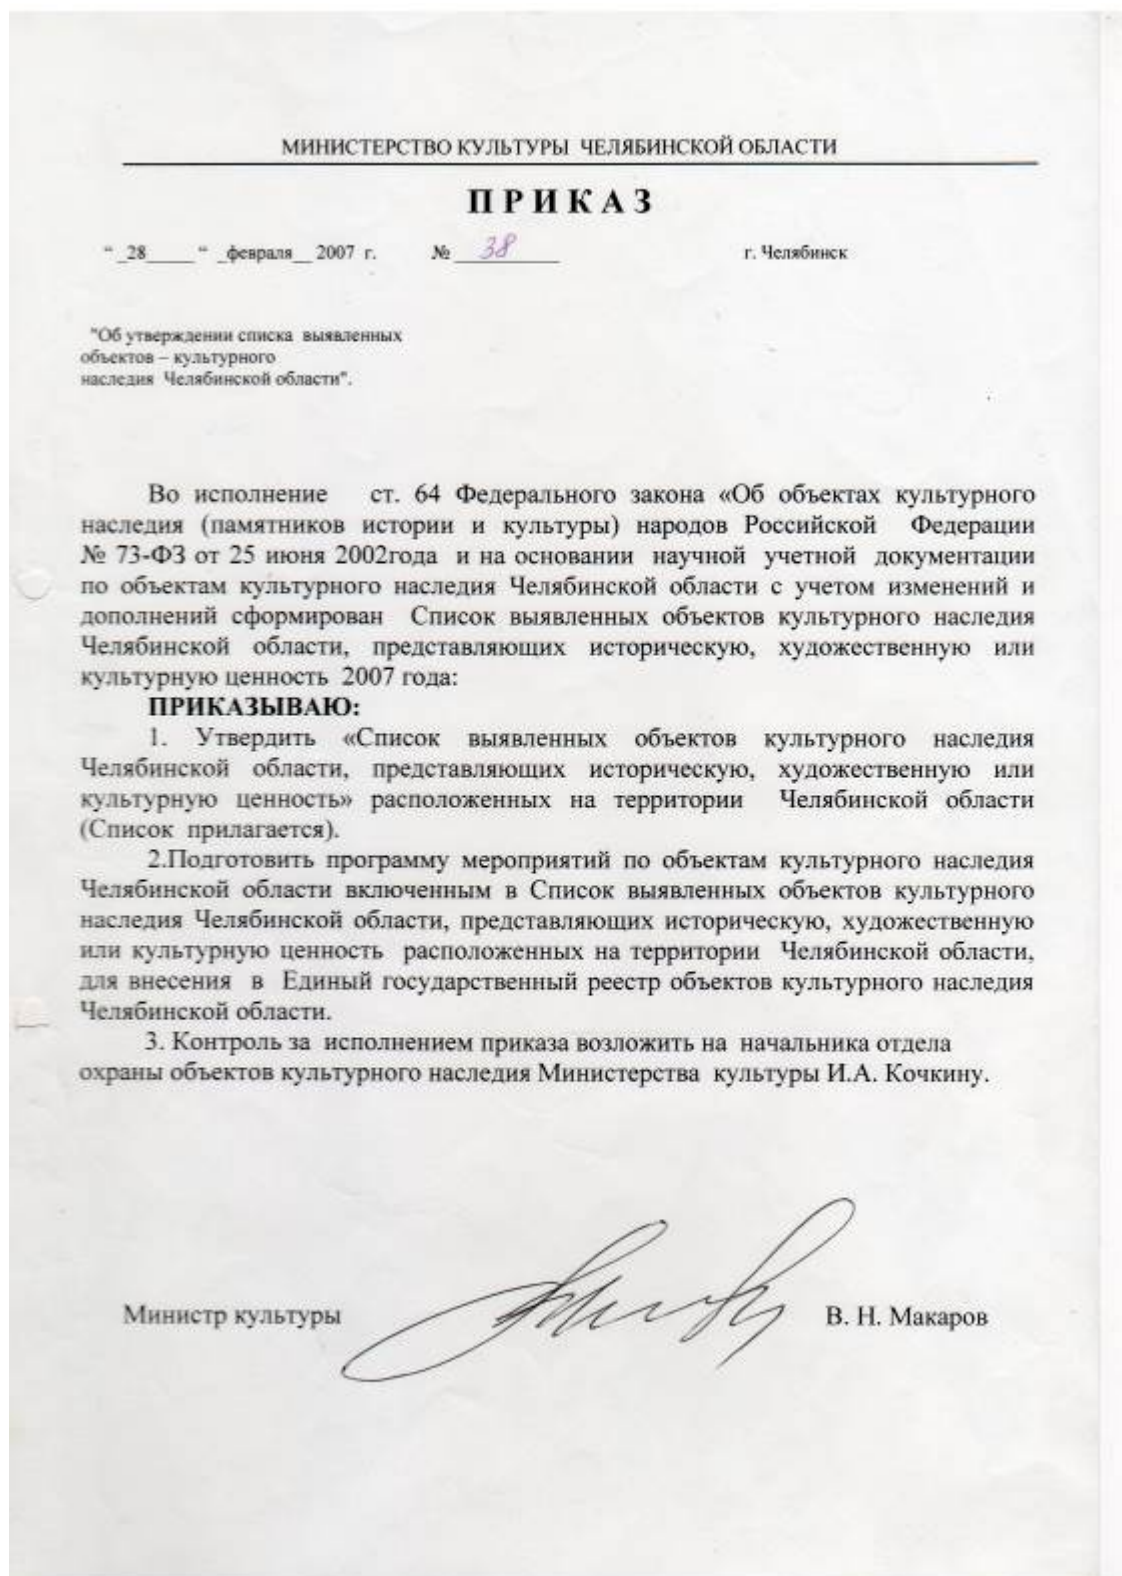 МИНИСТЕРСТВО КУЛЬТУРЫ ЧЕЛЯБИНСКОЙ ОБЛАСТИ
ПРИКАЗ
“ _28_____ “ _февраля__ 2007 г. № 38 г. Челябинск
"Об утверждении списка выявленных
объектов – культурного
наследия Челябинской области".
Во исполнение ст. 64 Федерального закона «Об объектах культурного
наследия (памятников истории и культуры) народов Российской Федерации
№ 73-ФЗ от 25 июня 2002года и на основании научной учетной документации
по объектам культурного наследия Челябинской области с учетом изменений и
дополнений сформирован Список выявленных объектов культурного наследия
Челябинской области, представляющих историческую, художественную или
культурную ценность 2007 года:
ПРИКАЗЫВАЮ:
1. Утвердить «Список выявленных объектов культурного наследия
Челябинской области, представляющих историческую, художественную или
культурную ценность» расположенных на территории Челябинской области
(Список прилагается).
2.Подготовить программу мероприятий по объектам культурного наследия
Челябинской области включенным в Список выявленных объектов культурного
наследия Челябинской области, представляющих историческую, художественную
или культурную ценность расположенных на территории Челябинской области,
для внесения в Единый государственный реестр объектов культурного наследия
Челябинской области.
3. Контроль за исполнением приказа возложить на начальника отдела
охраны объектов культурного наследия Министерства культуры И.А. Кочкину.
Министр культуры В. Н. Макаров